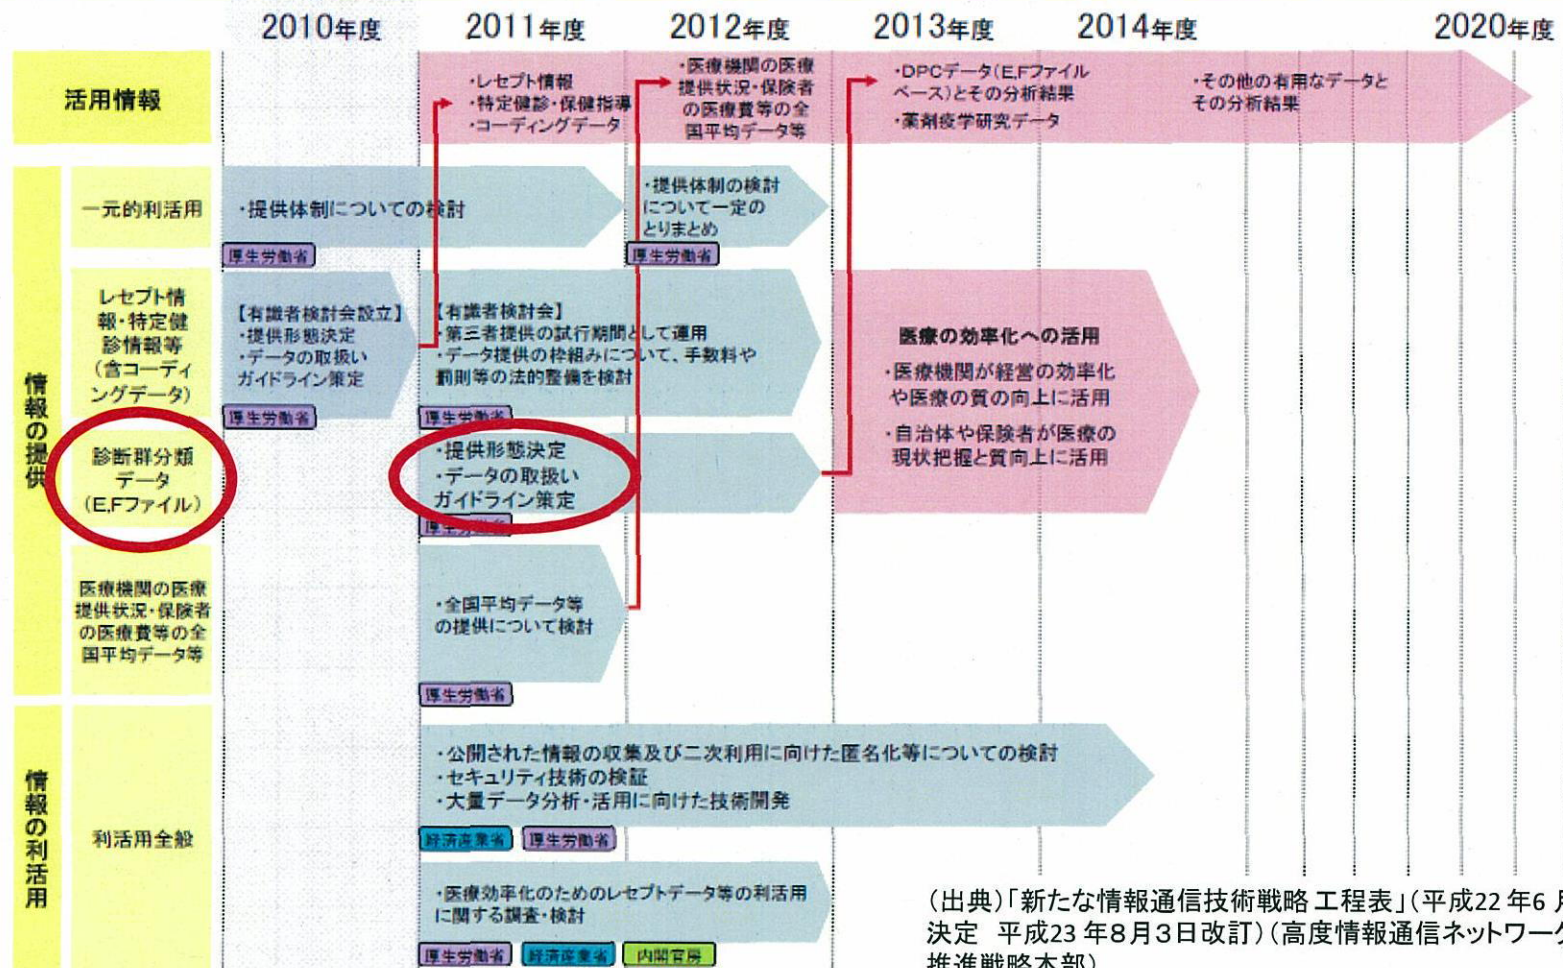 2010年度
2011年度
2012年度
2013年度
2014年度
2020年度
活用情報
・レセプト情報
・特定健診・保健指導
・コーディングデータ
・医療機関の医療
提供状況・保険者
の医療費等の全
国平均データ等
・DPCデータ(E,Fファイル
ベース)とその分析結果
・薬剤疫学研究データ
・その他の有用なデータと
その分析結果
情報の提供
一元的利活用
・提供体制についての検討
厚生労働省
・提供体制の検討
について一定の
とりまとめ
厚生労働省
レセプト情
報・特定健
診情報等
(含コーディ
ングデータ)
【有識者検討会設立】
・提供形態決定
・データの取扱い
ガイドライン策定
厚生労働省
【有識者検討会】
・第三者提供の試行期間として運用
・データ提供の枠組みについて、手数料や
罰則等の法的整備を検討
厚生労働省
医療の効率化への活用
・医療機関が経営の効率化
や医療の質の向上に活用
・自治体や保険者が医療の
現状把握と質向上に活用
診断群分類
データ
(E,Fファイル)
・提供形態決定
・データの取扱い
ガイドライン策定
厚生労働省
医療機関の医療
提供状況・保険者
の医療費等の全
国平均データ等
・全国平均データ等
の提供について検討
厚生労働省
情報の利活用
利活用全般
・公開された情報の収集及び二次利用に向けた匿名化等についての検討
・セキュリティ技術の検証
・大量データ分析・活用に向けた技術開発
経済産業省
厚生労働省
・医療効率化のためのレセプトデータ等の利活用
に関する調査・検討
厚生労働省
経済産業省
内閣官房
(出典)「新たな情報通信技術戦略 工程表」(平成22年6月
決定 平成23年8月3日改訂)(高度情報通信ネットワーク
推進戦略本部)